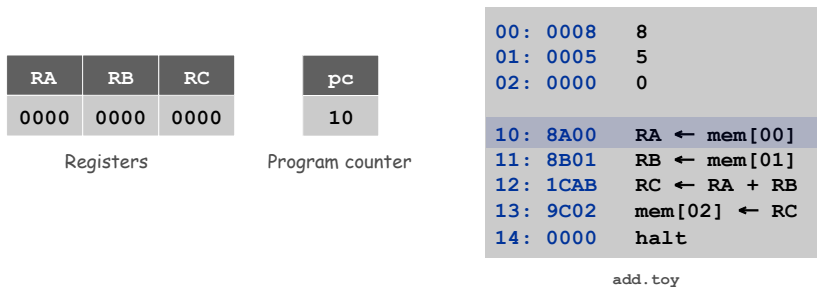 RA RB RC
0000 0000 0000
Registers
pc
10
Program counter
00: 0008 8
01: 0005 5
02: 0000 0
10: 8A00 RA ← mem[00]
11: 8B01 RB ← mem[01]
12: 1CAB RC ← RA + RB
13: 9C02 mem[02] ← RC
14: 0000 halt
add.toy